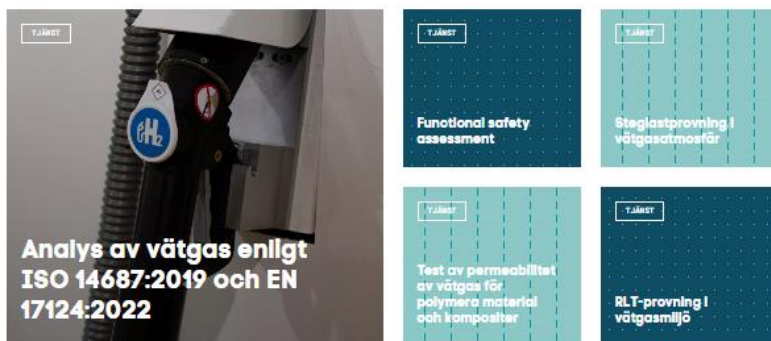 TJÄNST
Analys av vätgas enligt
ISO 14687:2019 och EN
17124:2022
H₂
TJÄNST
Functional safety
assessment
TJÄNST
Steglastprovning i
vätgasatmosfär
TJÄNST
Test av permeabilitet
av vätgas för
polymera material
och kompositer
TJÄNST
RLT-provning i
vätgasmiljö